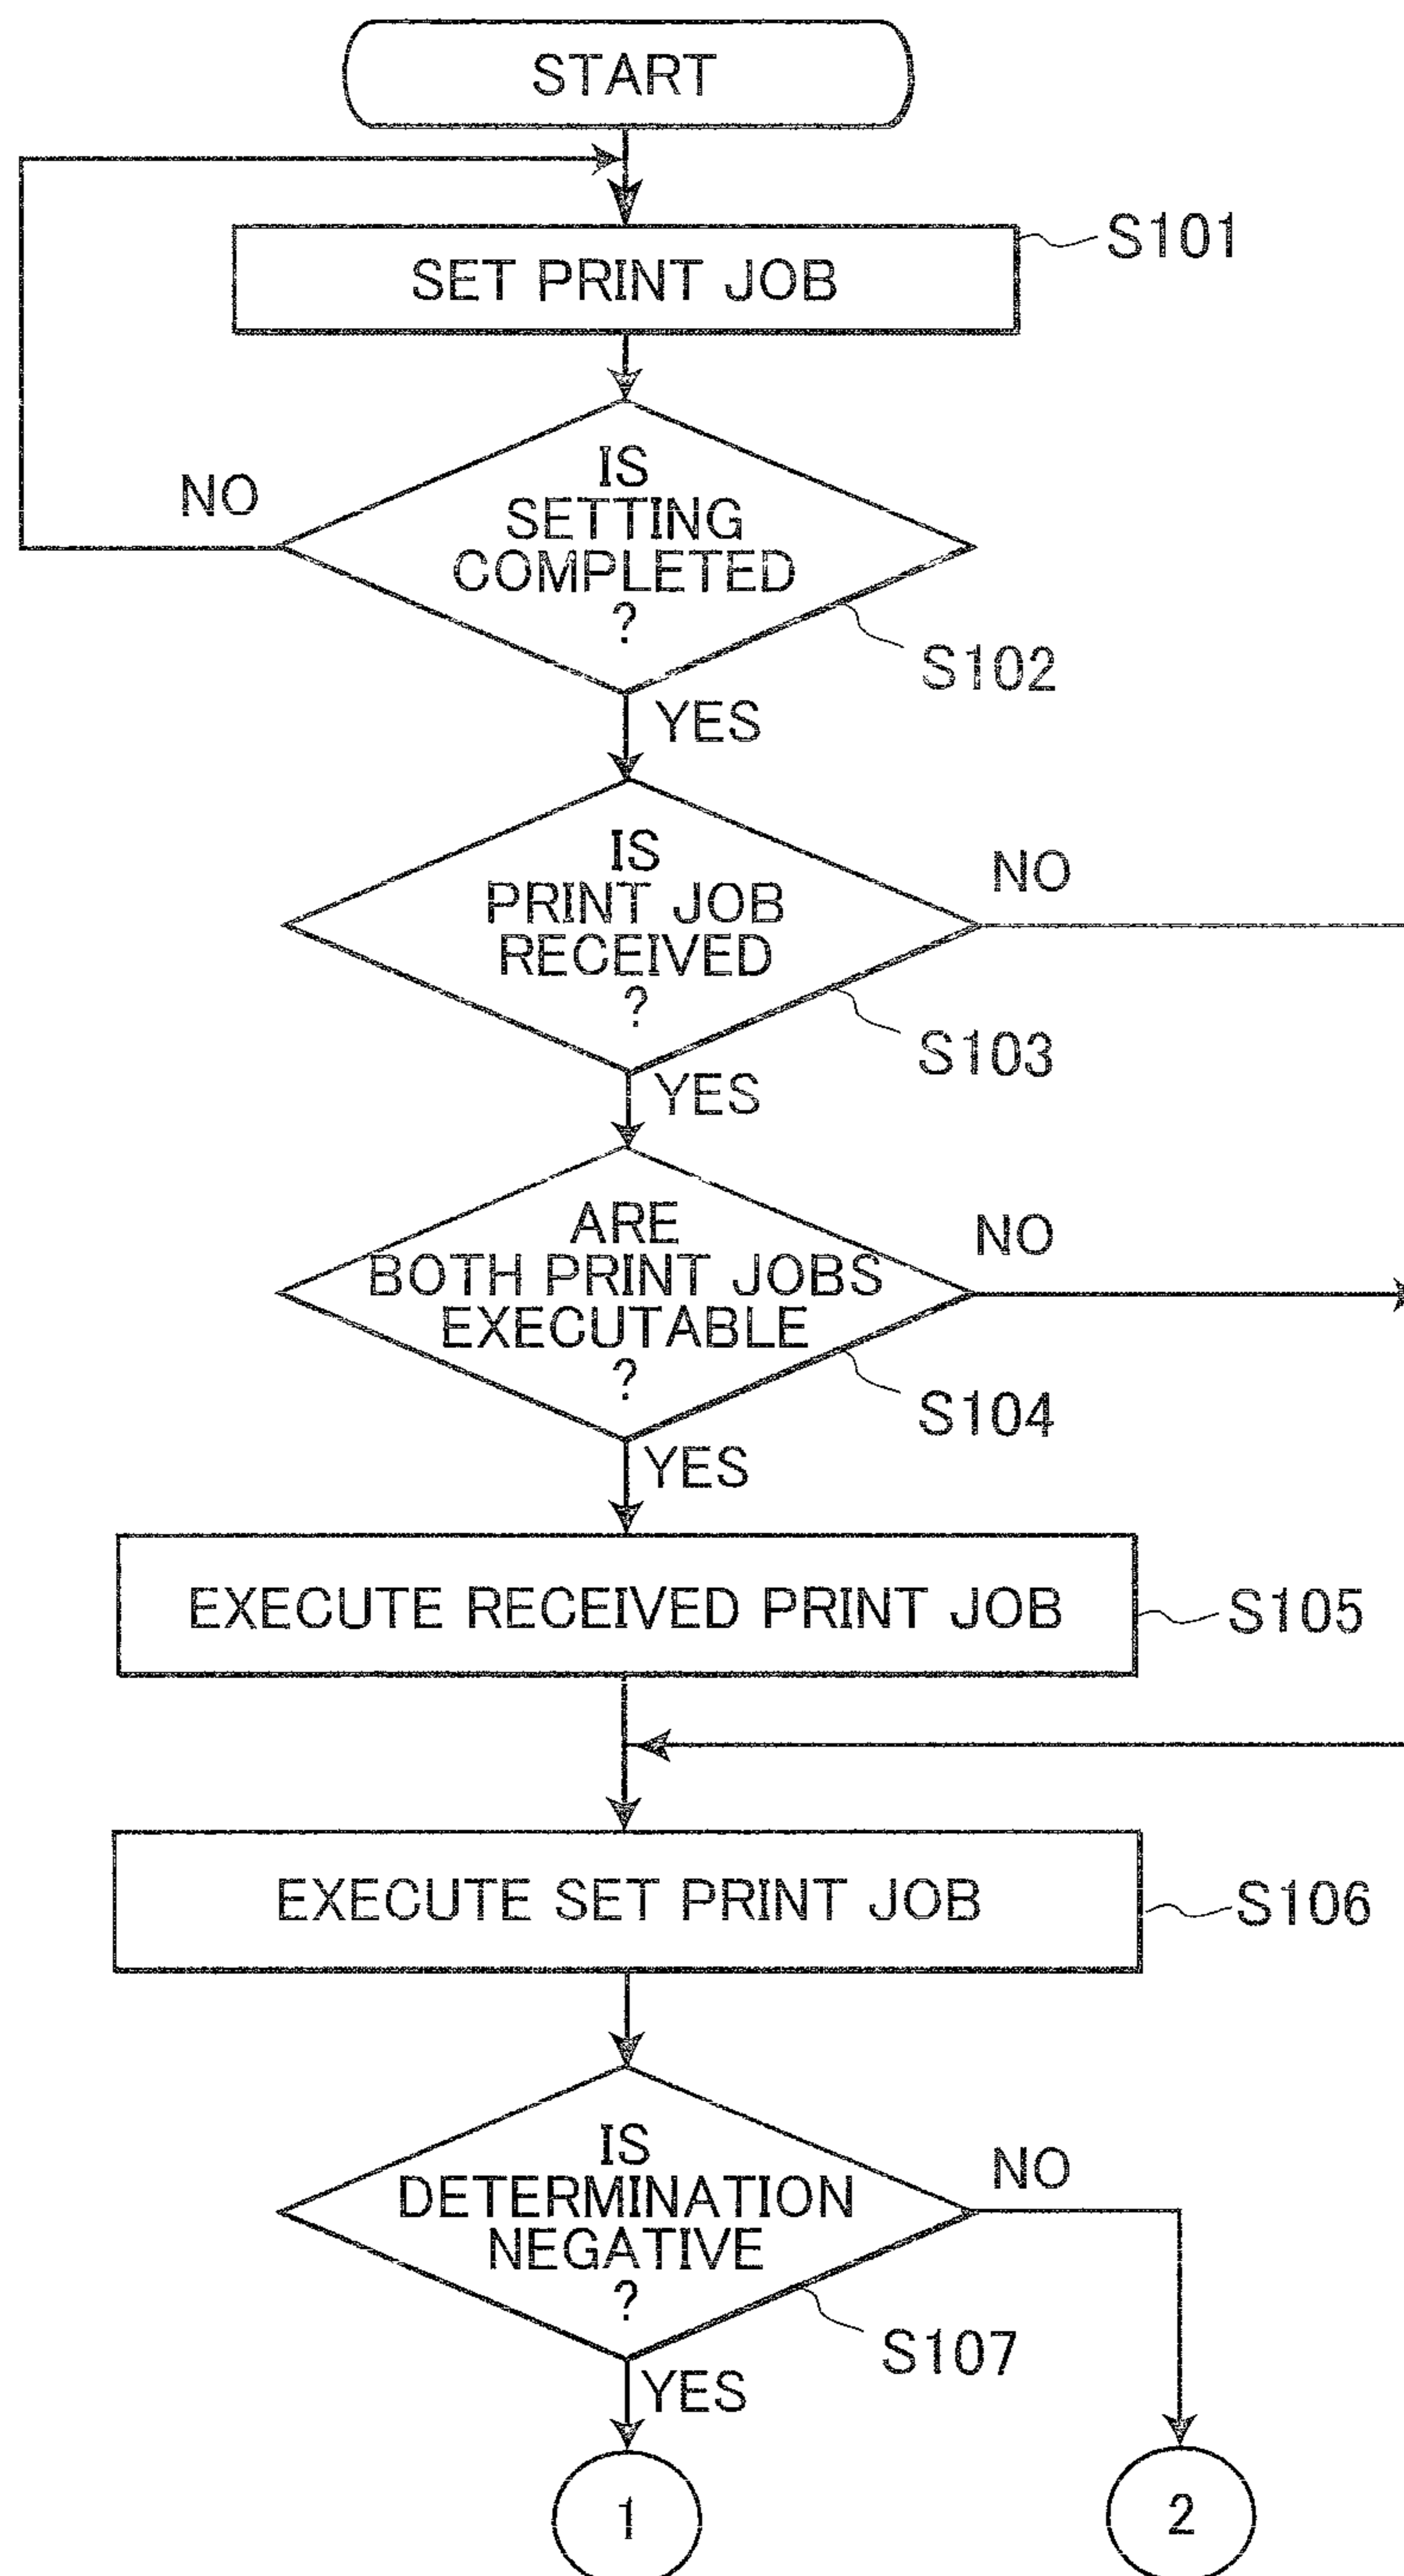 START
SET PRINT JOB
S101
IS
SETTING
COMPLETED
?
NO
S102
YES
IS
PRINT JOB
RECEIVED
?
NO
S103
YES
ARE
BOTH PRINT JOBS
EXECUTABLE
?
NO
S104
YES
EXECUTE RECEIVED PRINT JOB
S105
EXECUTE SET PRINT JOB
S106
IS
DETERMINATION
NEGATIVE
?
NO
S107
YES
1
2